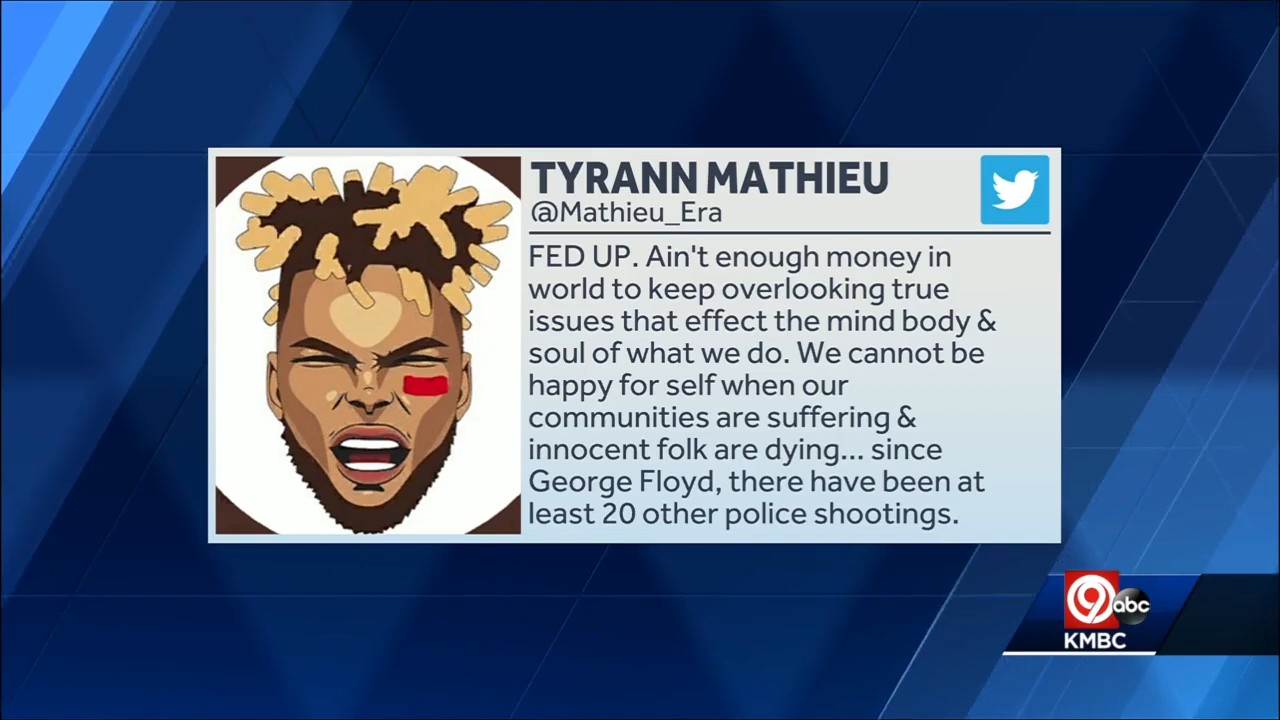 TYRANN MATHIEU
@Mathieu_Era
FED UP. Ain't enough money in
world to keep overlooking true
issues that effect the mind body &
soul of what we do. We cannot be
happy for self when our
communities are suffering &
innocent folk are dying... since
George Floyd, there have been at
least 20 other police shootings.
9 abc
KMBC